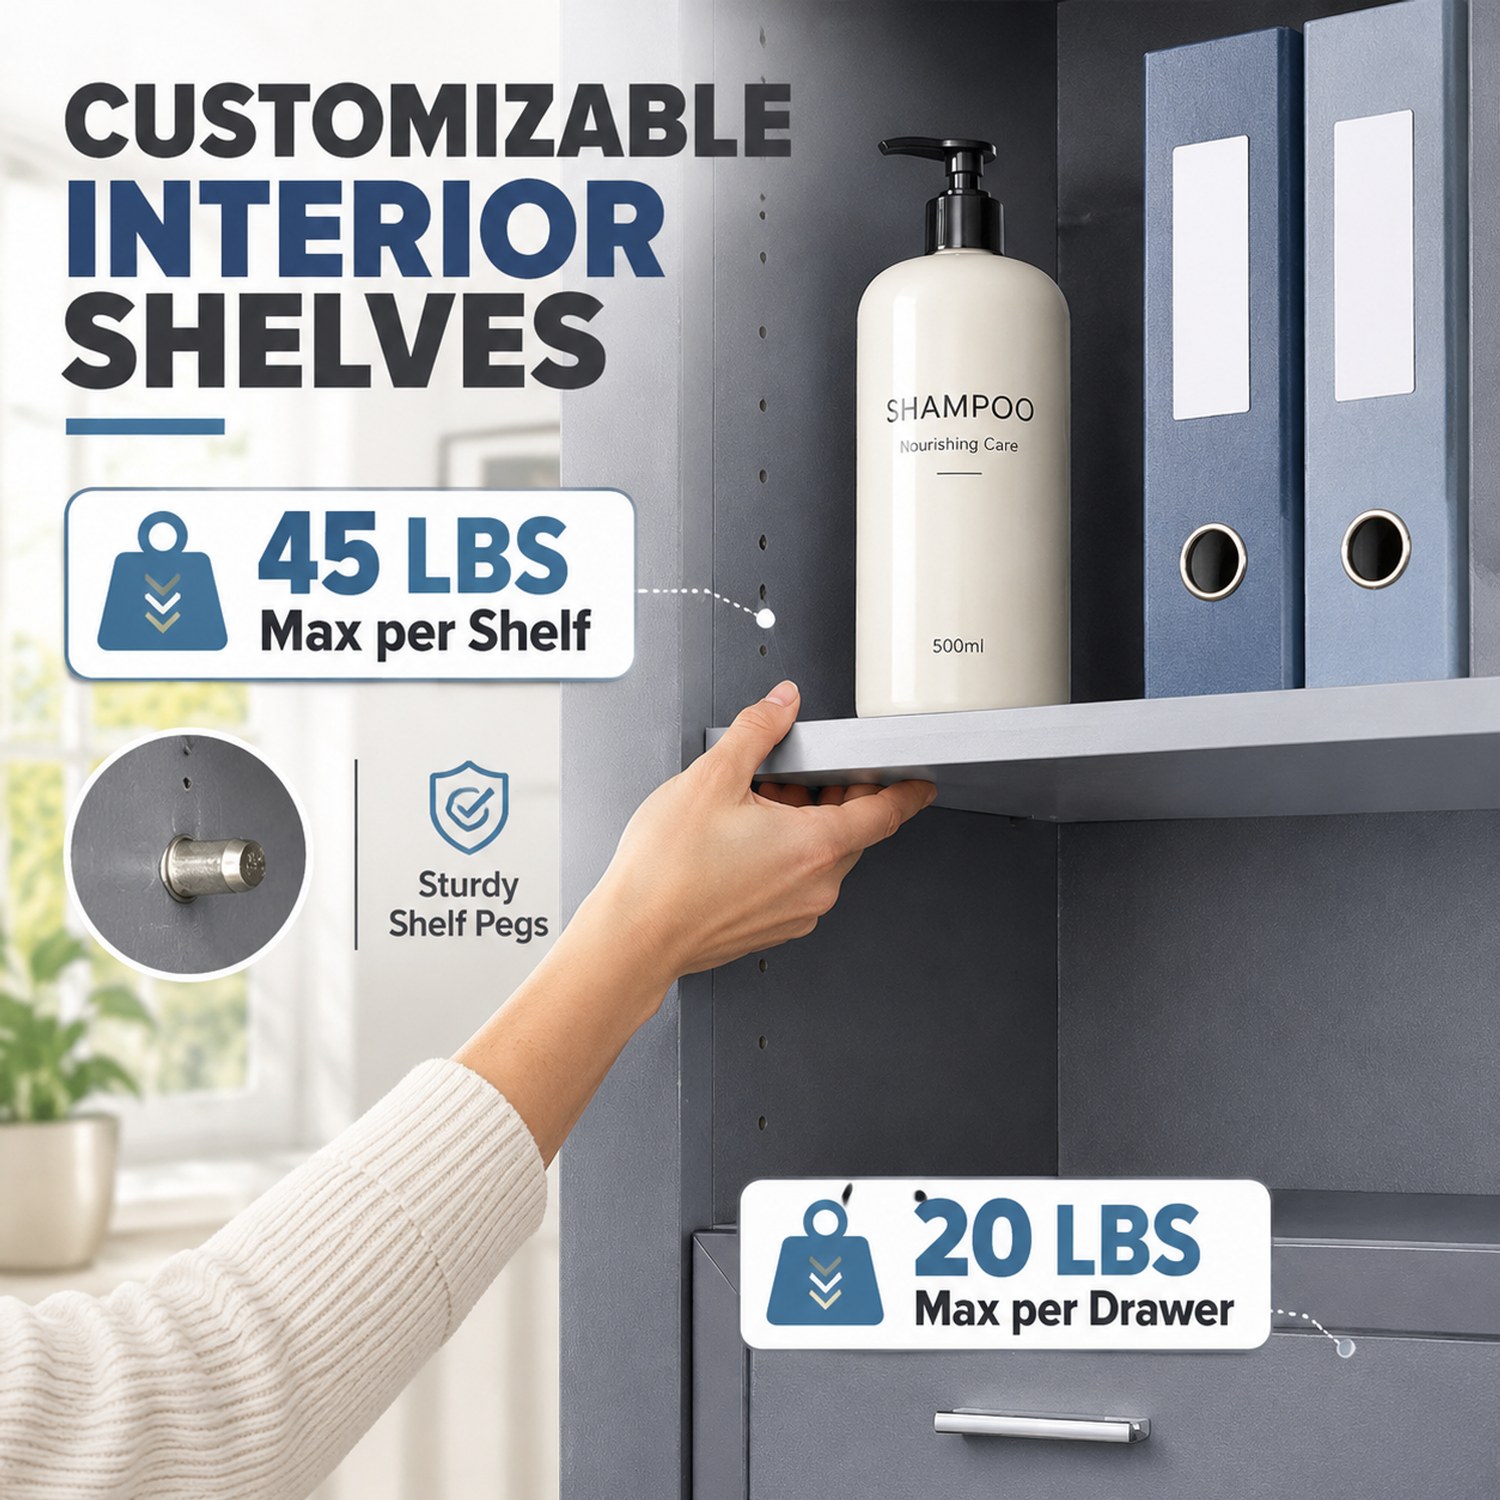 CUSTOMIZABLE
INTERIOR
SHELVES
45 LBS
Max per Shelf
Sturdy
Shelf Pegs
SHAMPOO
Nourishing Care
500ml
20 LBS
Max per Drawer